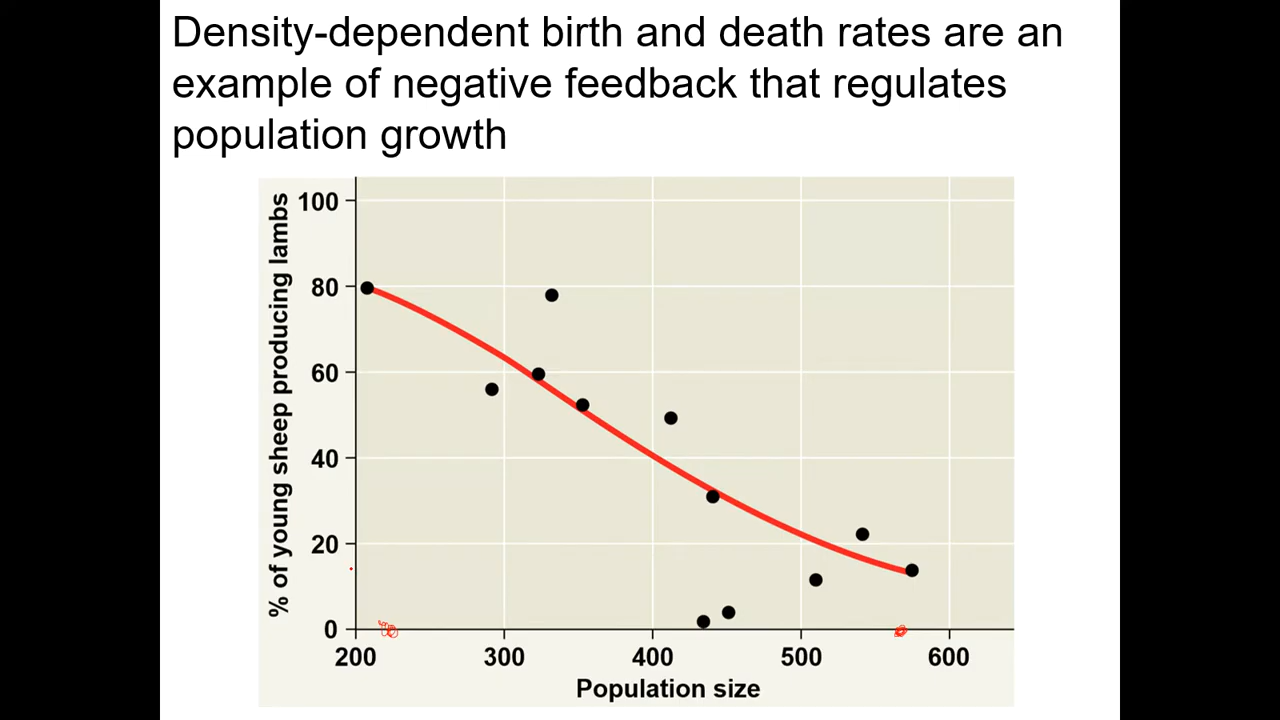 Density-dependent birth and death rates are an
example of negative feedback that regulates
population growth
% of young sheep producing lambs
100
80
60
40
20
0
200 300 400 500 600
Population size